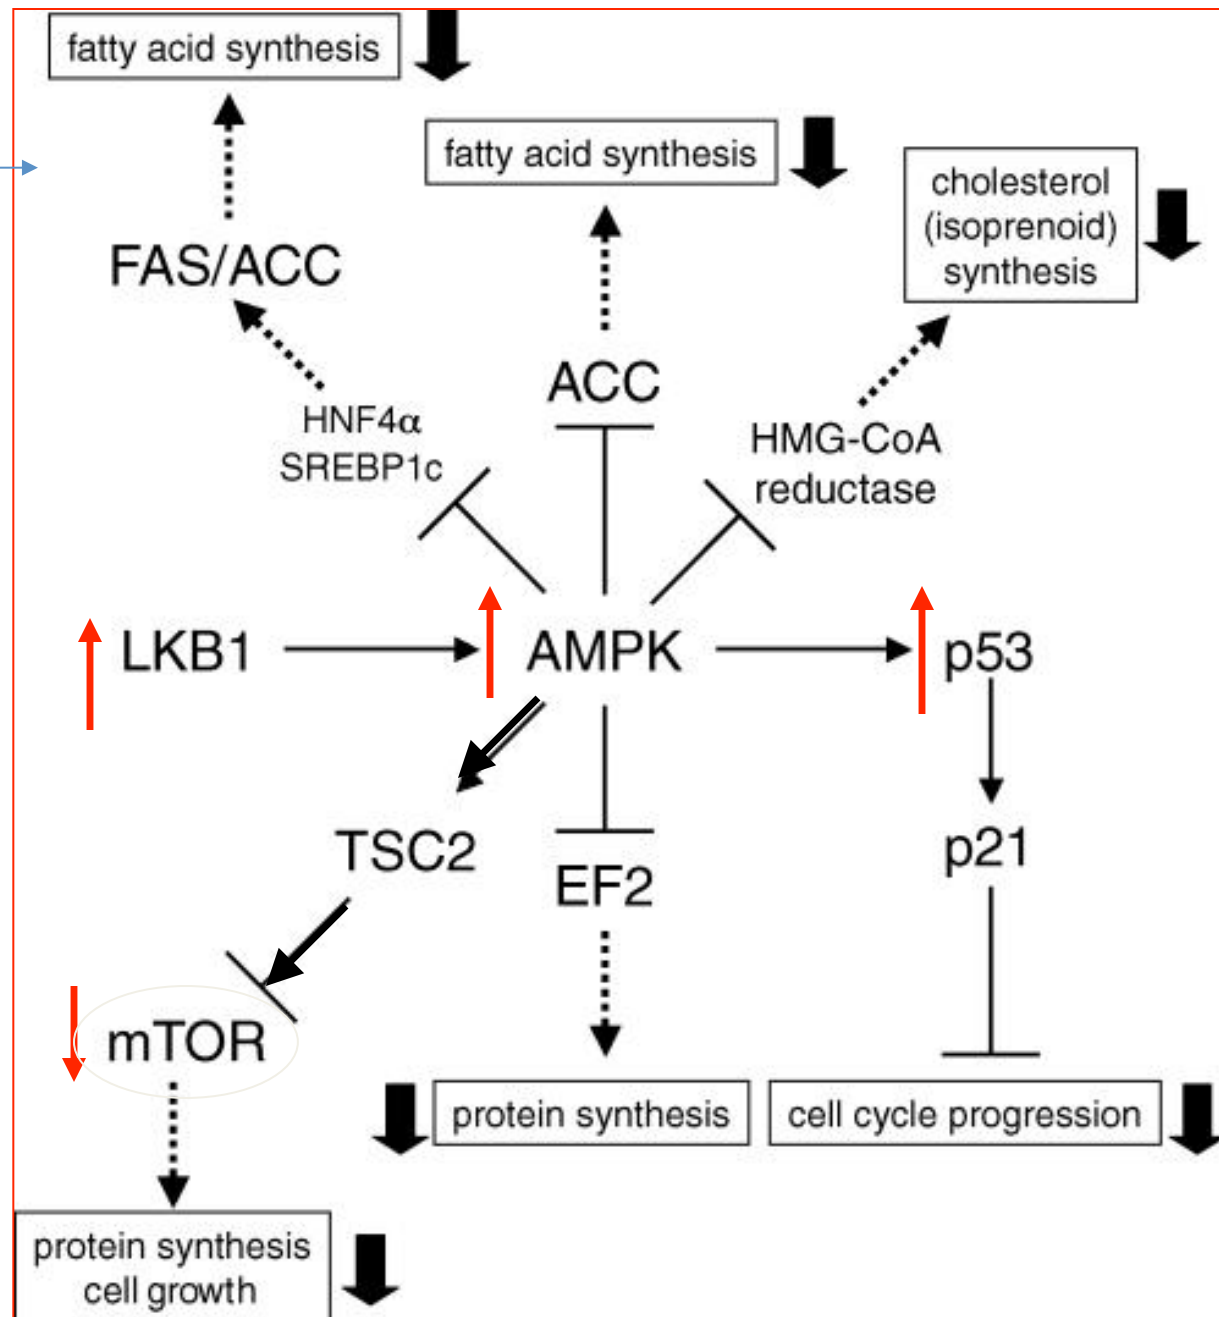 fatty acid synthesis
fatty acid synthesis
cholesterol
(isoprenoid)
synthesis
FAS/ACC
ACC
HNF4α
SREBP1c
HMG-CoA
reductase
LKB1
AMPK
p53
TSC2
EF2
p21
mTOR
protein synthesis
cell cycle progression
protein synthesis
cell growth